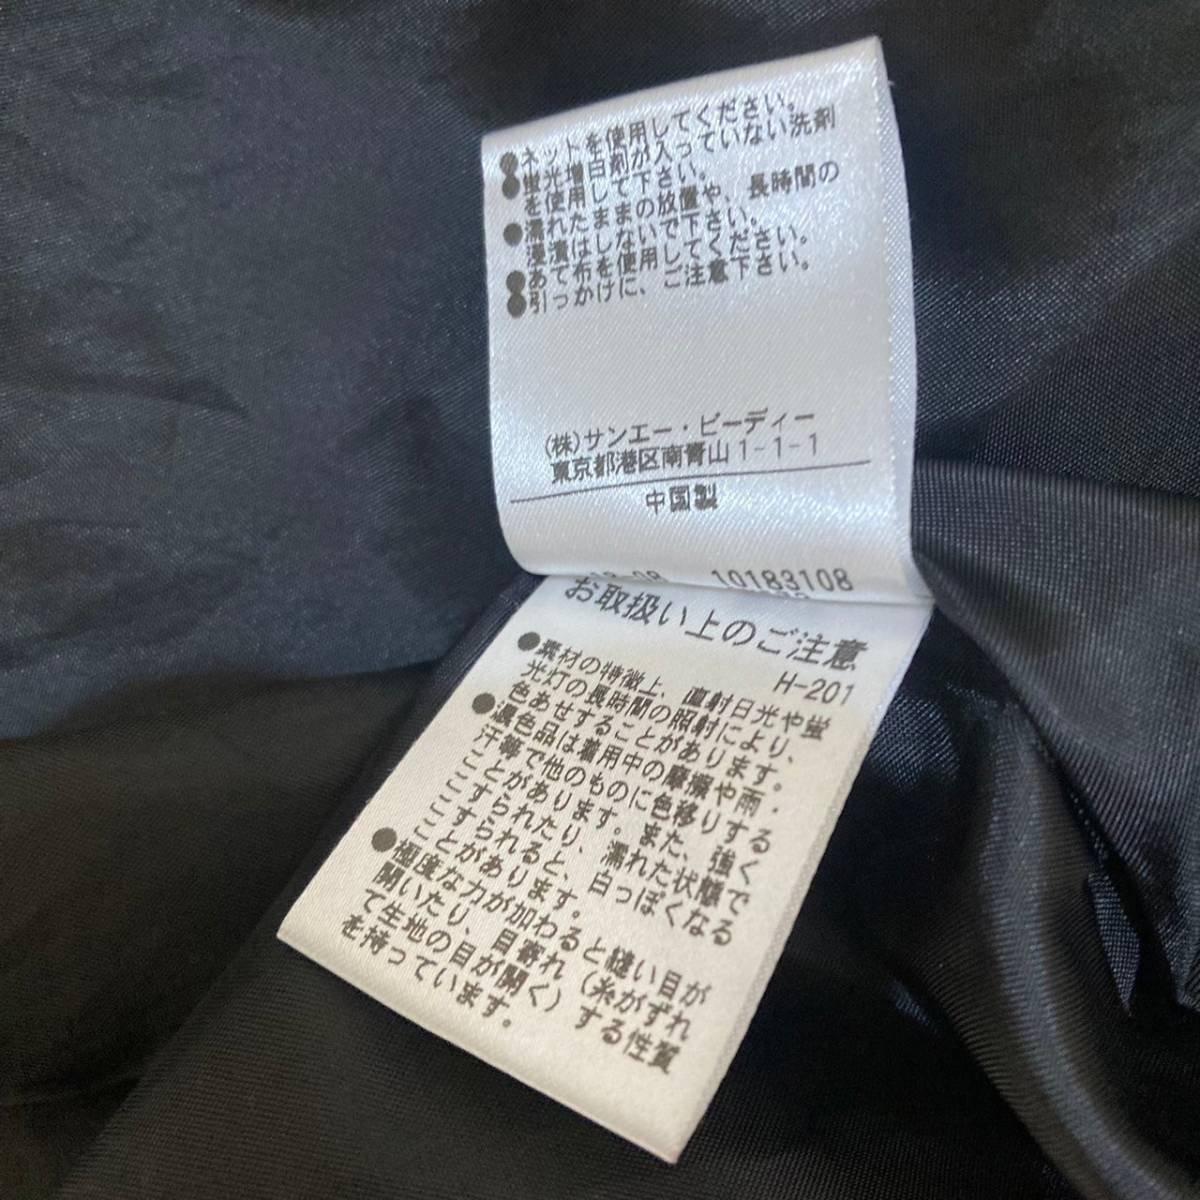 ●ネットを使用してください。
●蛍光増白剤が入っていない洗剤
を使用して下さい。
●濡れたままの放置や、長時間の
浸漬はしないで下さい。
●あて布を使用してください。
●引っかけに、ご注意下さい。
(株)サンエー・ビーディー
東京都港区南青山1-1-1
中国製
10183108
お取扱い上のご注意
H-201
●素材の特徴上、直射日光や蛍
光灯の長時間の照射により、
色あせすることがあります。
●濃色品は着用中の摩擦や雨・
汗等で他のものに色移りする
ことがあります。また、強く
こすられたり、濡れた状態で
こすられると、白っぽくなる
ことがあります。
●極度な力が加わると縫い目が
開いたり、目寄れ（糸がずれ
て生地の目が開く）する性質
を持っています。